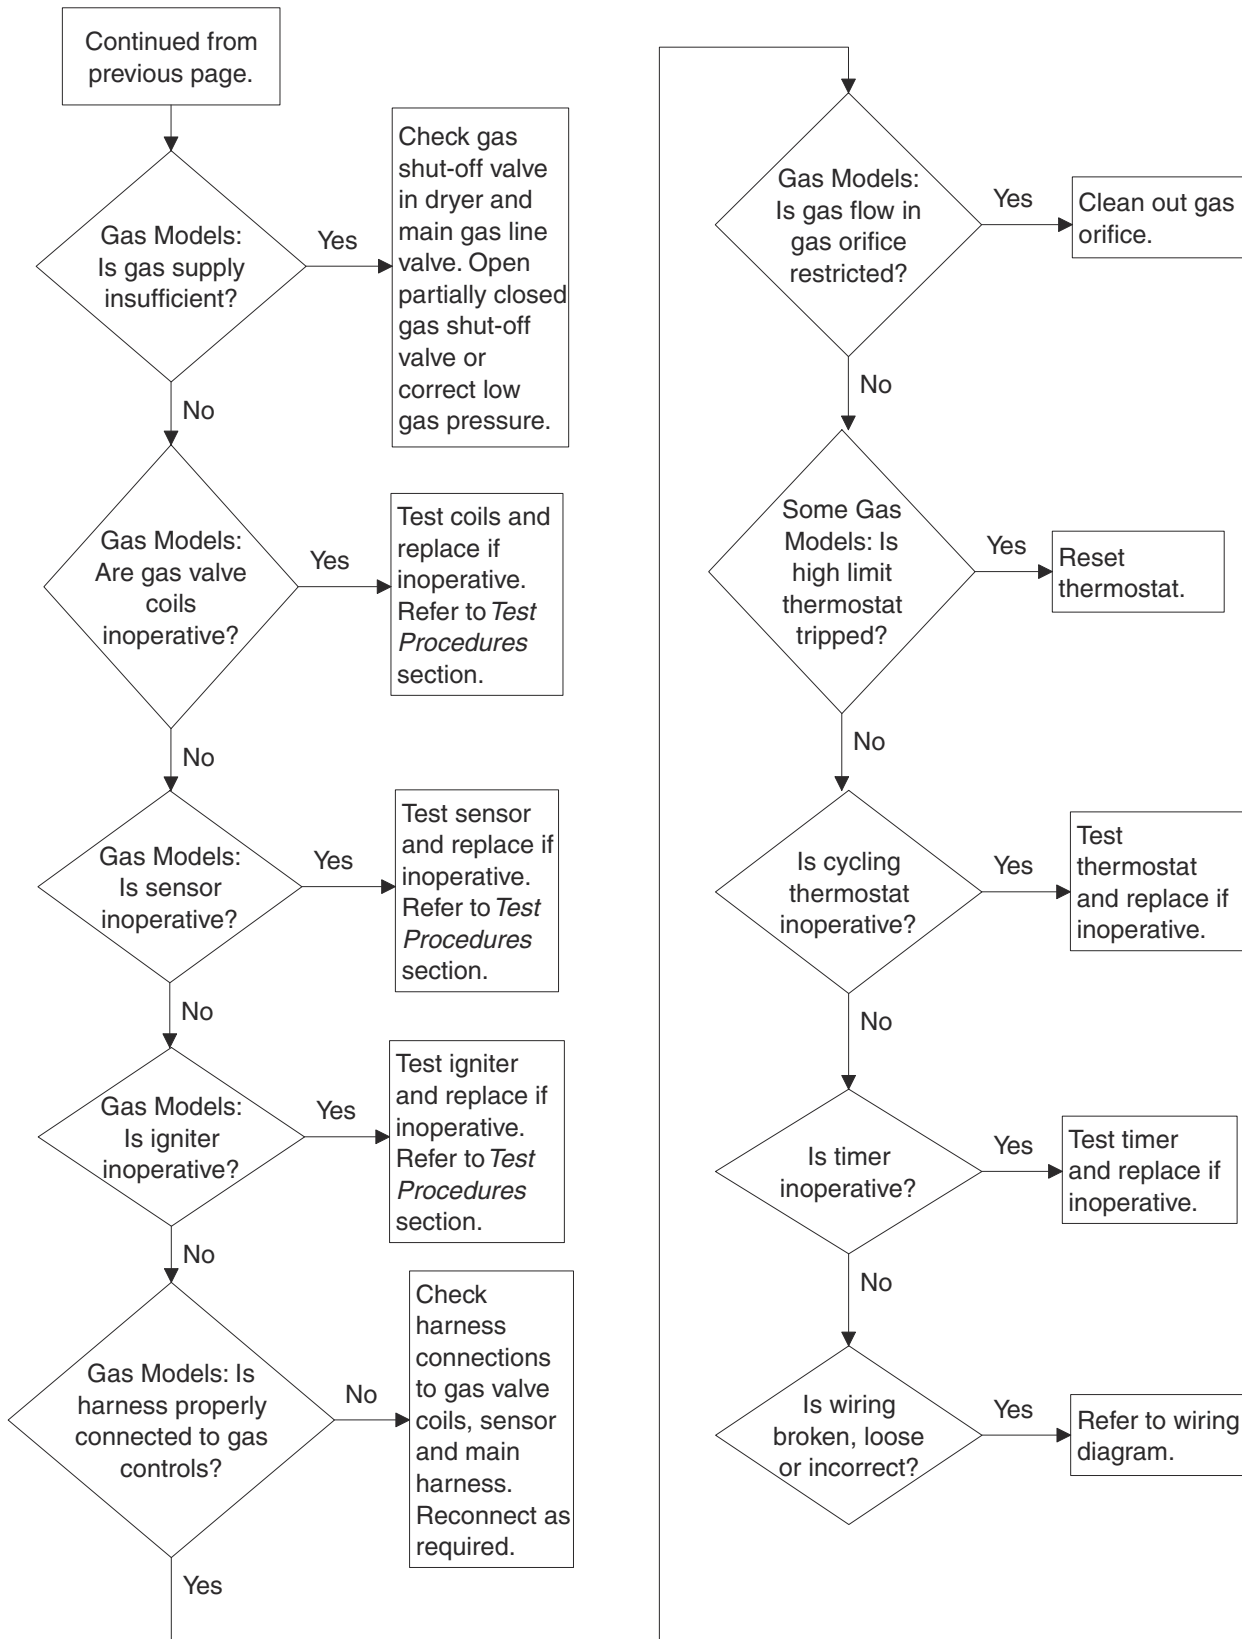 Continued from
previous page.
Gas Models:
Is gas supply
insufficient?
Yes
Check gas
shut-off valve
in dryer and
main gas line
valve. Open
partially closed
gas shut-off
valve or
correct low
gas pressure.
No
Gas Models:
Are gas valve
coils
inoperative?
Yes
Test coils and
replace if
inoperative.
Refer to Test
Procedures
section.
No
Gas Models:
Is sensor
inoperative?
Yes
Test sensor
and replace if
inoperative.
Refer to Test
Procedures
section.
No
Gas Models:
Is igniter
inoperative?
Yes
Test igniter
and replace if
inoperative.
Refer to Test
Procedures
section.
No
Gas Models: Is
harness properly
connected to gas
controls?
No
Check
harness
connections
to gas valve
coils, sensor
and main
harness.
Reconnect as
required.
Yes
Gas Models:
Is gas flow in
gas orifice
restricted?
Yes
Clean out gas
orifice.
No
Some Gas
Models: Is
high limit
thermostat
tripped?
Yes
Reset
thermostat.
No
Is cycling
thermostat
inoperative?
Yes
Test
thermostat
and replace if
inoperative.
No
Is timer
inoperative?
Yes
Test timer
and replace if
inoperative.
No
Is wiring
broken, loose
or incorrect?
Yes
Refer to wiring
diagram.